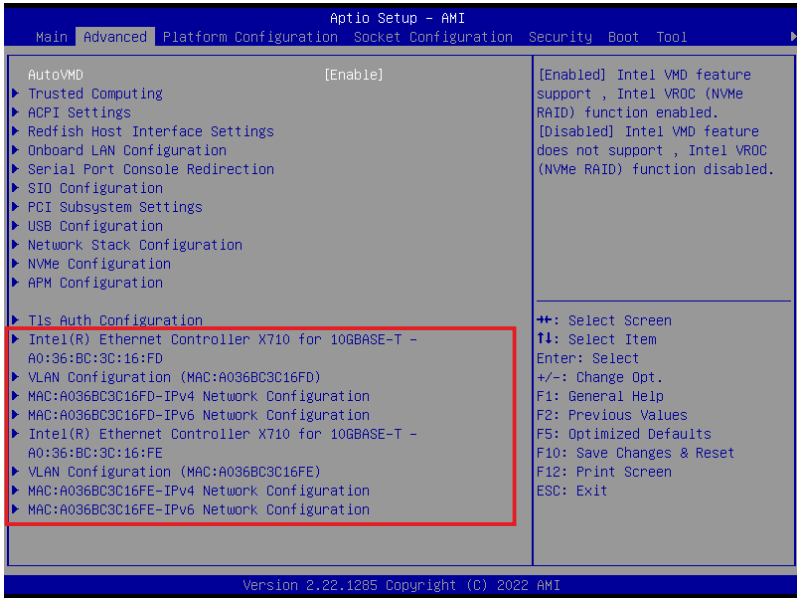 Aptio Setup - AMI
Main Advanced Platform Configuration Socket Configuration Security Boot Tool
AutoVMD [Enable]
Trusted Computing
ACPI Settings
Redfish Host Interface Settings
Onboard LAN Configuration
Serial Port Console Redirection
SIO Configuration
PCI Subsystem Settings
USB Configuration
Network Stack Configuration
NVMe Configuration
APM Configuration
Tls Auth Configuration
Intel(R) Ethernet Controller X710 for 10GBASE-T -
A0:36:BC:3C:16:FD
VLAN Configuration (MAC:A036BC3C16FD)
MAC:A036BC3C16FD-IPv4 Network Configuration
MAC:A036BC3C16FD-IPv6 Network Configuration
Intel(R) Ethernet Controller X710 for 10GBASE-T -
A0:36:BC:3C:16:FE
VLAN Configuration (MAC:A036BC3C16FE)
MAC:A036BC3C16FE-IPv4 Network Configuration
MAC:A036BC3C16FE-IPv6 Network Configuration
[Enabled] Intel VMD feature
support , Intel VROC (NVMe
RAID) function enabled.
[Disabled] Intel VMD feature
does not support , Intel VROC
(NVMe RAID) function disabled.
→←: Select Screen
↑↓: Select Item
Enter: Select
+/-: Change Opt.
F1: General Help
F2: Previous Values
F5: Optimized Defaults
F10: Save Changes & Reset
F12: Print Screen
ESC: Exit
Version 2.22.1285 Copyright (C) 2022 AMI